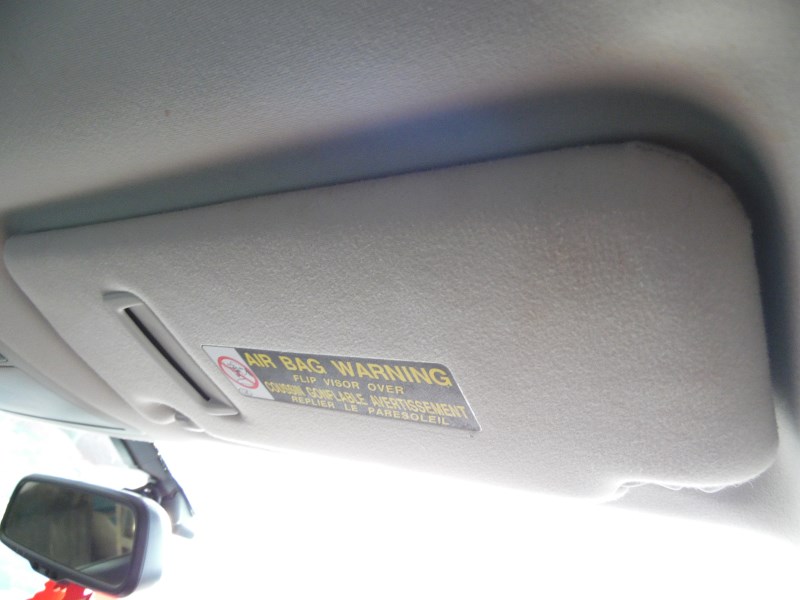 AIR BAG WARNING
FLIP VISOR OVER
COUSSIN GONFLABLE AVERTISSEMENT
REPLIER LE PARESOLEIL